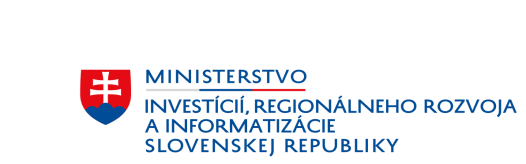 MINISTERSTVO
INVESTÍCIÍ, REGIONÁLNEHO ROZVOJA
A INFORMATIZÁCIE
SLOVENSKEJ REPUBLIKY